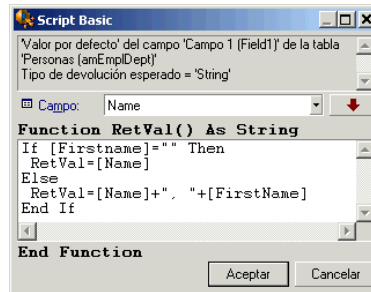 Script Basic
'Valor por defecto' del campo 'Campo 1 (Field1)' de la tabla
'Personas (amEmplDept)'
Tipo de devolución esperado = 'String'
Campo: Name
Function RetVal() As String
If [Firstname]="" Then
RetVal=[Name]
Else
RetVal=[Name]+", "+[FirstName]
End If
End Function
Aceptar Cancelar